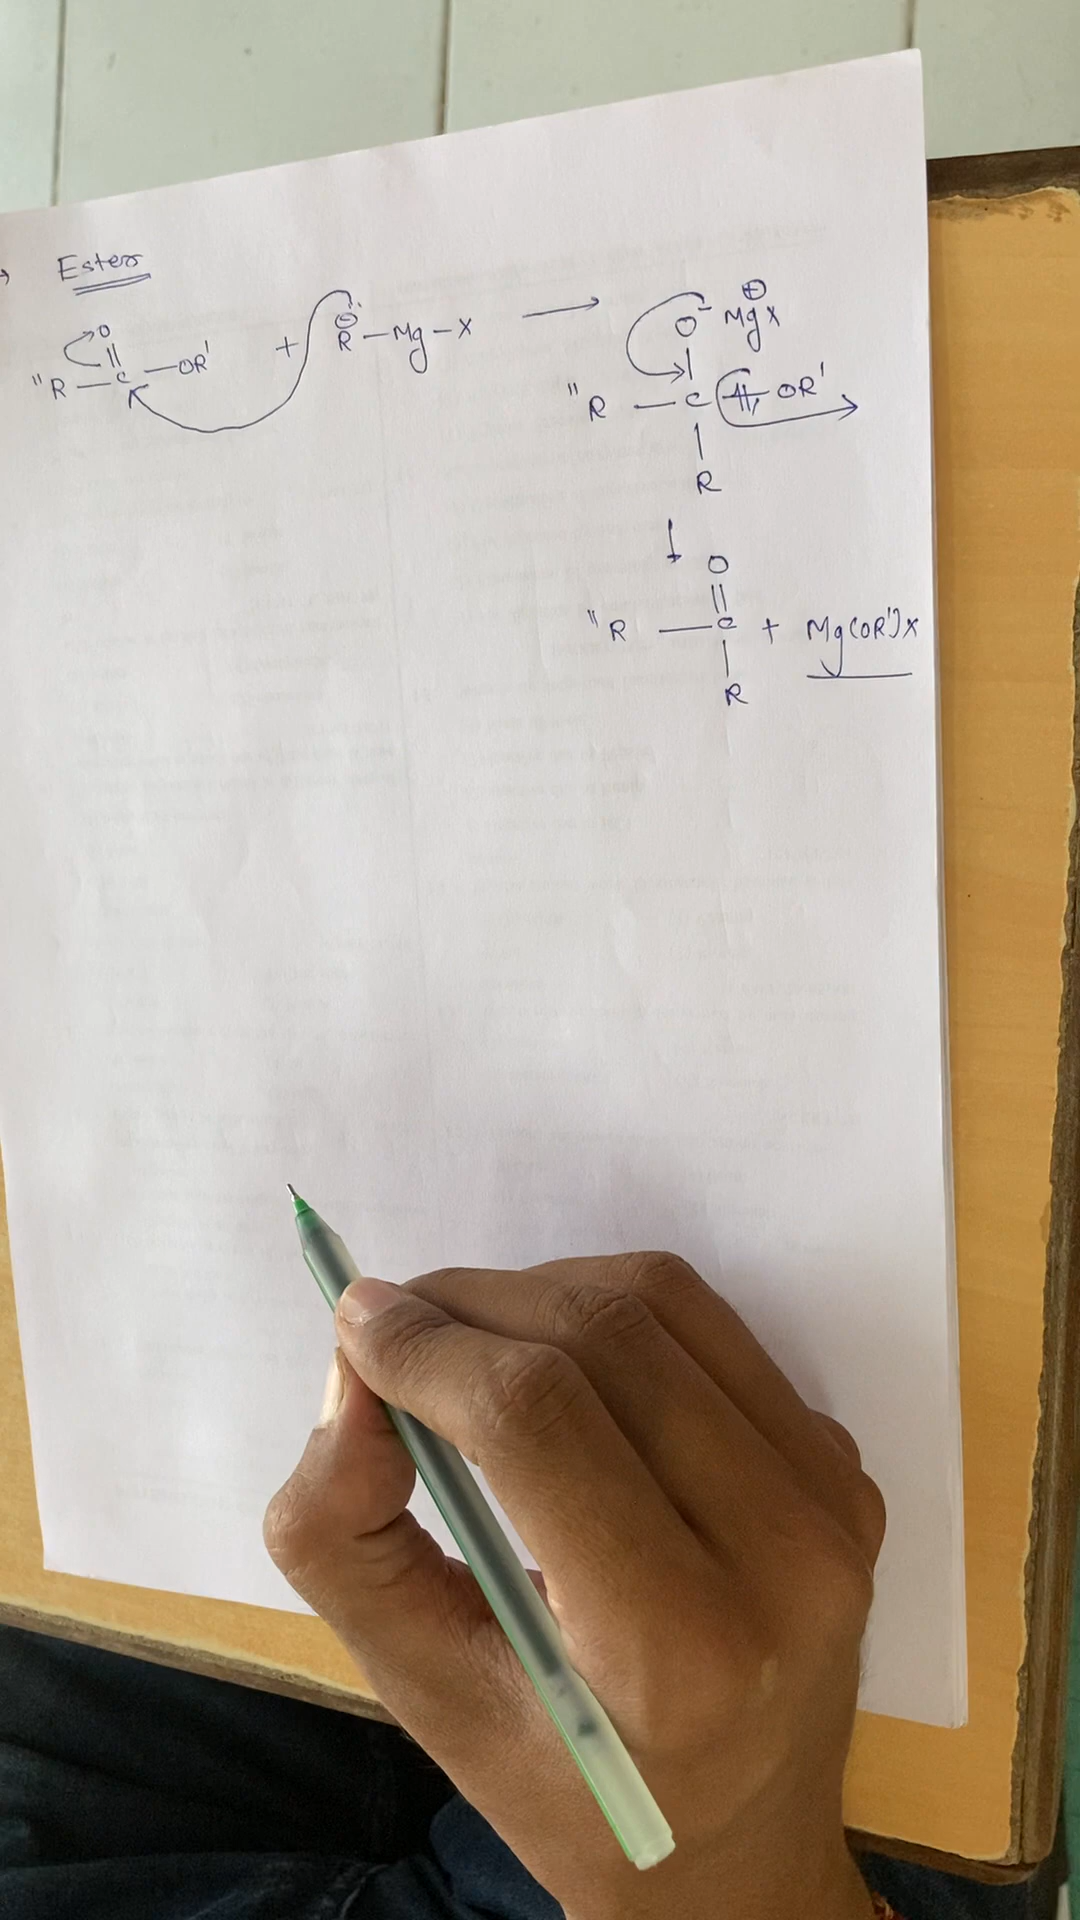 → Esters
O
||
"R — C — OR' + R̈⊖ — Mg — X ⟶
O⁻ Mg⊕X
|
"R — C — OR'
|
R
↓
O
||
"R — C + Mg(OR')X
|
R